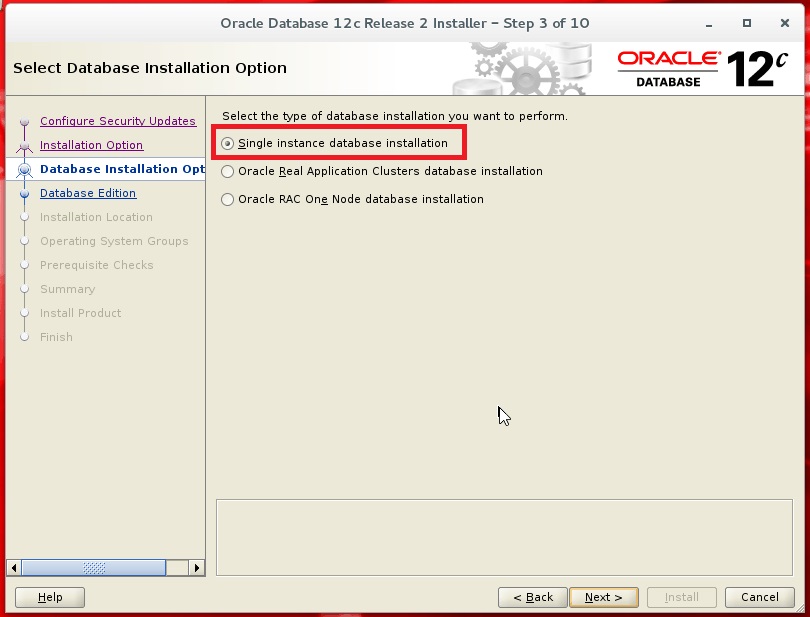 Oracle Database 12c Release 2 Installer – Step 3 of 10
Select Database Installation Option
ORACLE®
DATABASE
12c
Configure Security Updates
Installation Option
Database Installation Opt
Database Edition
Installation Location
Operating System Groups
Prerequisite Checks
Summary
Install Product
Finish
Select the type of database installation you want to perform.
Single instance database installation
Oracle Real Application Clusters database installation
Oracle RAC One Node database installation
Help
< Back
Next >
Install
Cancel